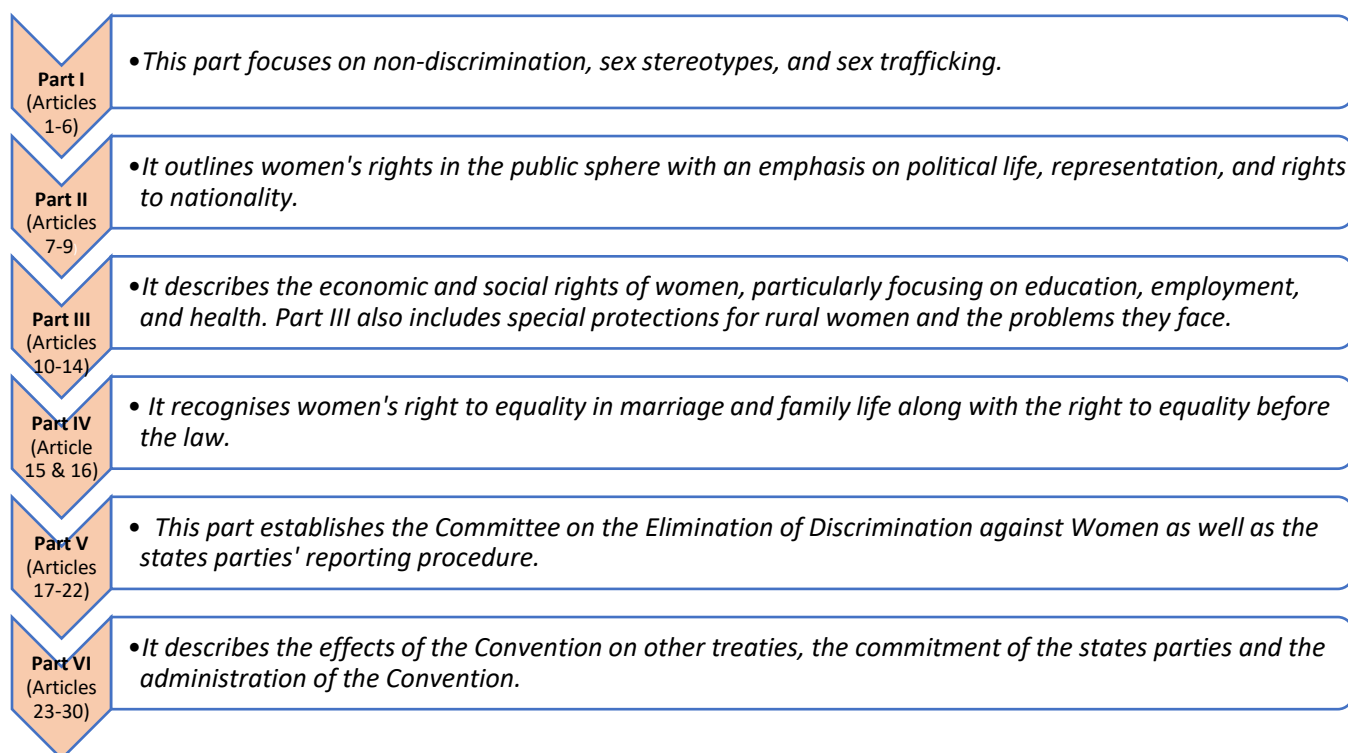 Part I
(Articles
1-6)
•This part focuses on non-discrimination, sex stereotypes, and sex trafficking.
Part II
(Articles
7-9)
•It outlines women's rights in the public sphere with an emphasis on political life, representation, and rights
to nationality.
Part III
(Articles
10-14)
•It describes the economic and social rights of women, particularly focusing on education, employment,
and health. Part III also includes special protections for rural women and the problems they face.
Part IV
(Article
15 & 16)
• It recognises women's right to equality in marriage and family life along with the right to equality before
the law.
Part V
(Articles
17-22)
• This part establishes the Committee on the Elimination of Discrimination against Women as well as the
states parties' reporting procedure.
Part VI
(Articles
23-30)
•It describes the effects of the Convention on other treaties, the commitment of the states parties and the
administration of the Convention.